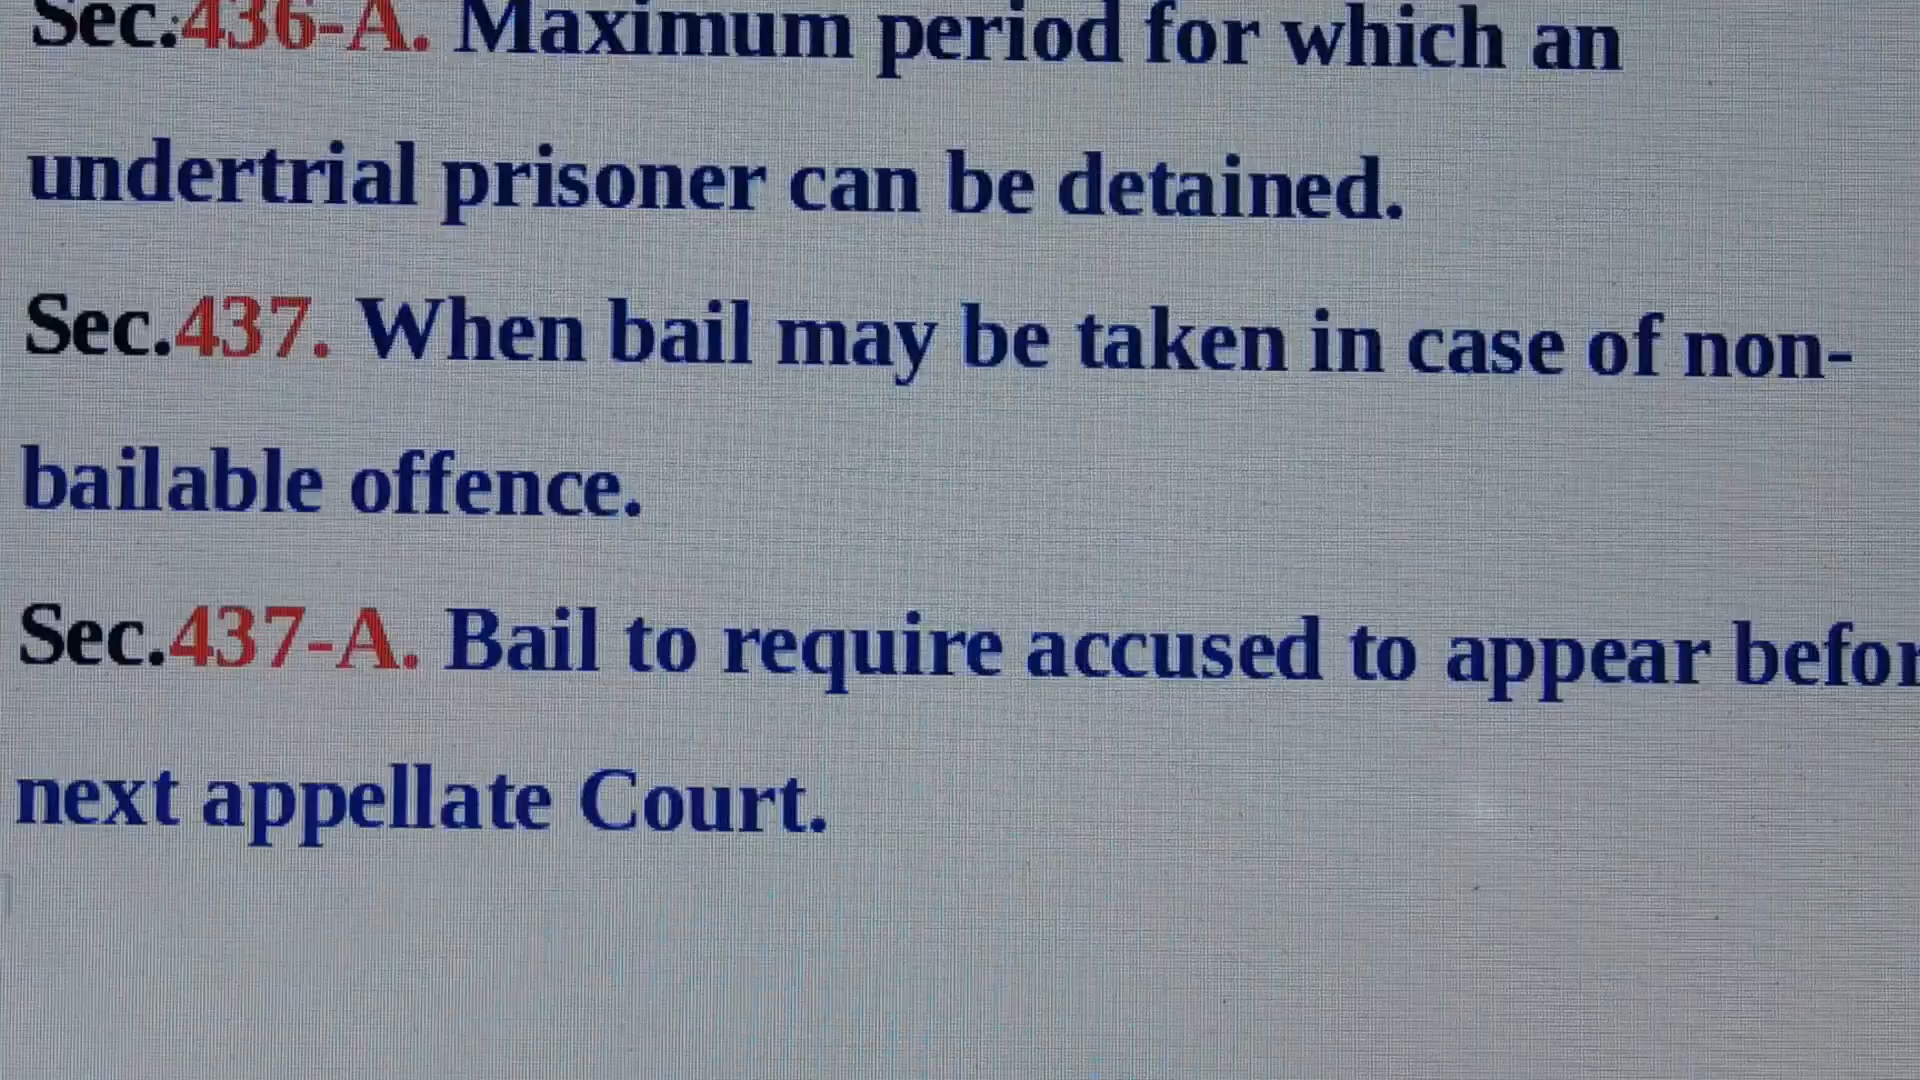 Sec.436-A. Maximum period for which an
undertrial prisoner can be detained.
Sec.437. When bail may be taken in case of non-
bailable offence.
Sec.437-A. Bail to require accused to appear befor
next appellate Court.